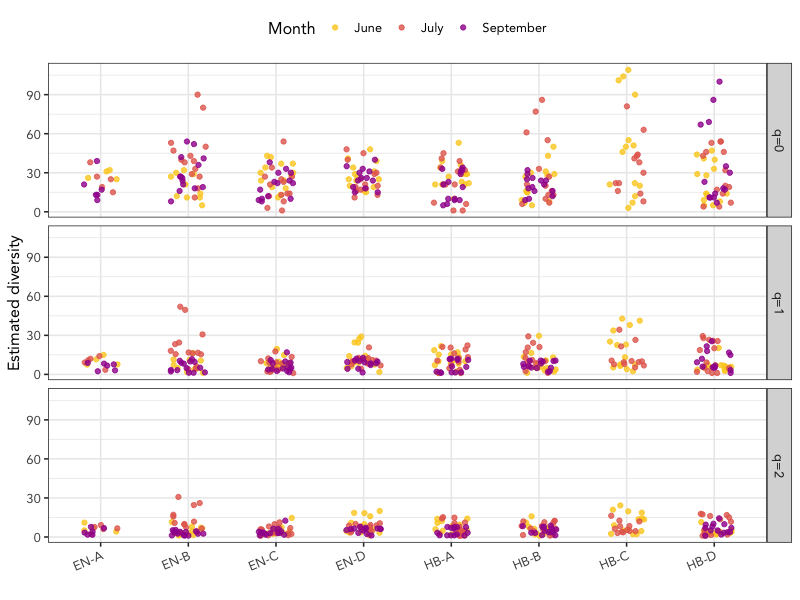 Month June July September
90
60
30
0
q=0
90
60
30
0
q=1
90
60
30
0
q=2
Estimated diversity
EN-A EN-B EN-C EN-D HB-A HB-B HB-C HB-D